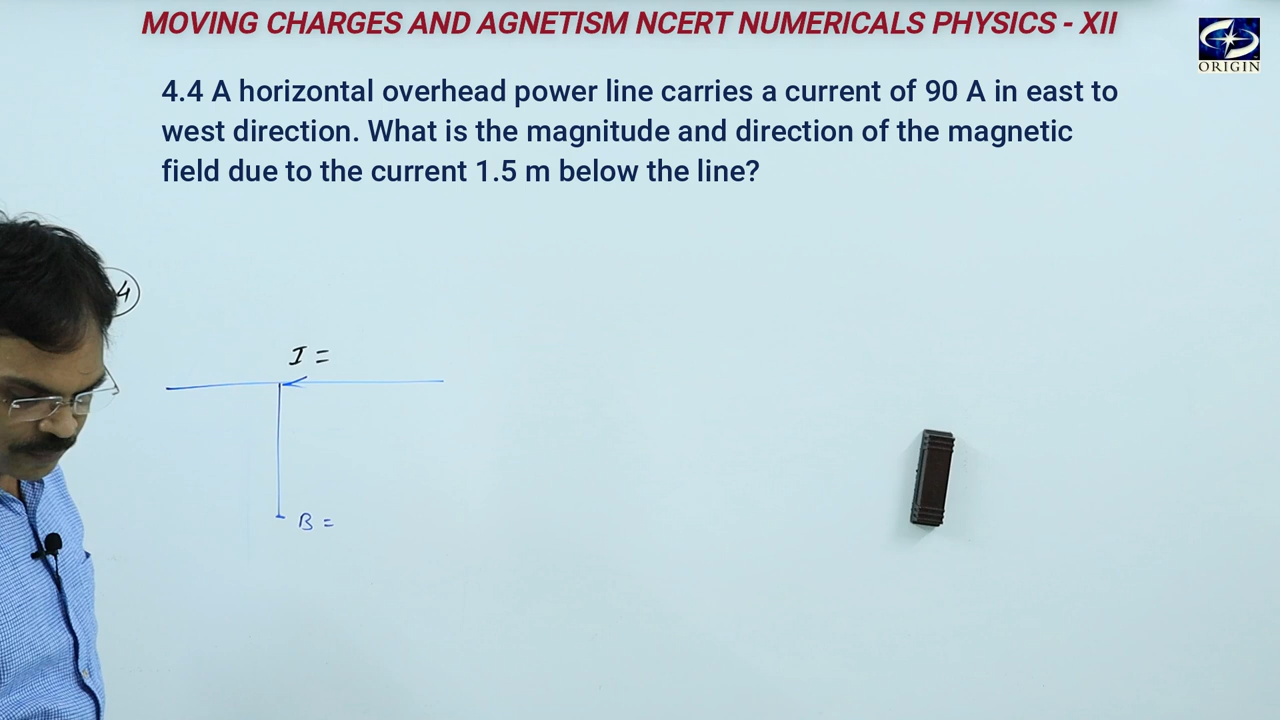 MOVING CHARGES AND AGNETISM NCERT NUMERICALS PHYSICS - XII
ORIGIN
4.4 A horizontal overhead power line carries a current of 90 A in east to
west direction. What is the magnitude and direction of the magnetic
field due to the current 1.5 m below the line?
4
I =
B =